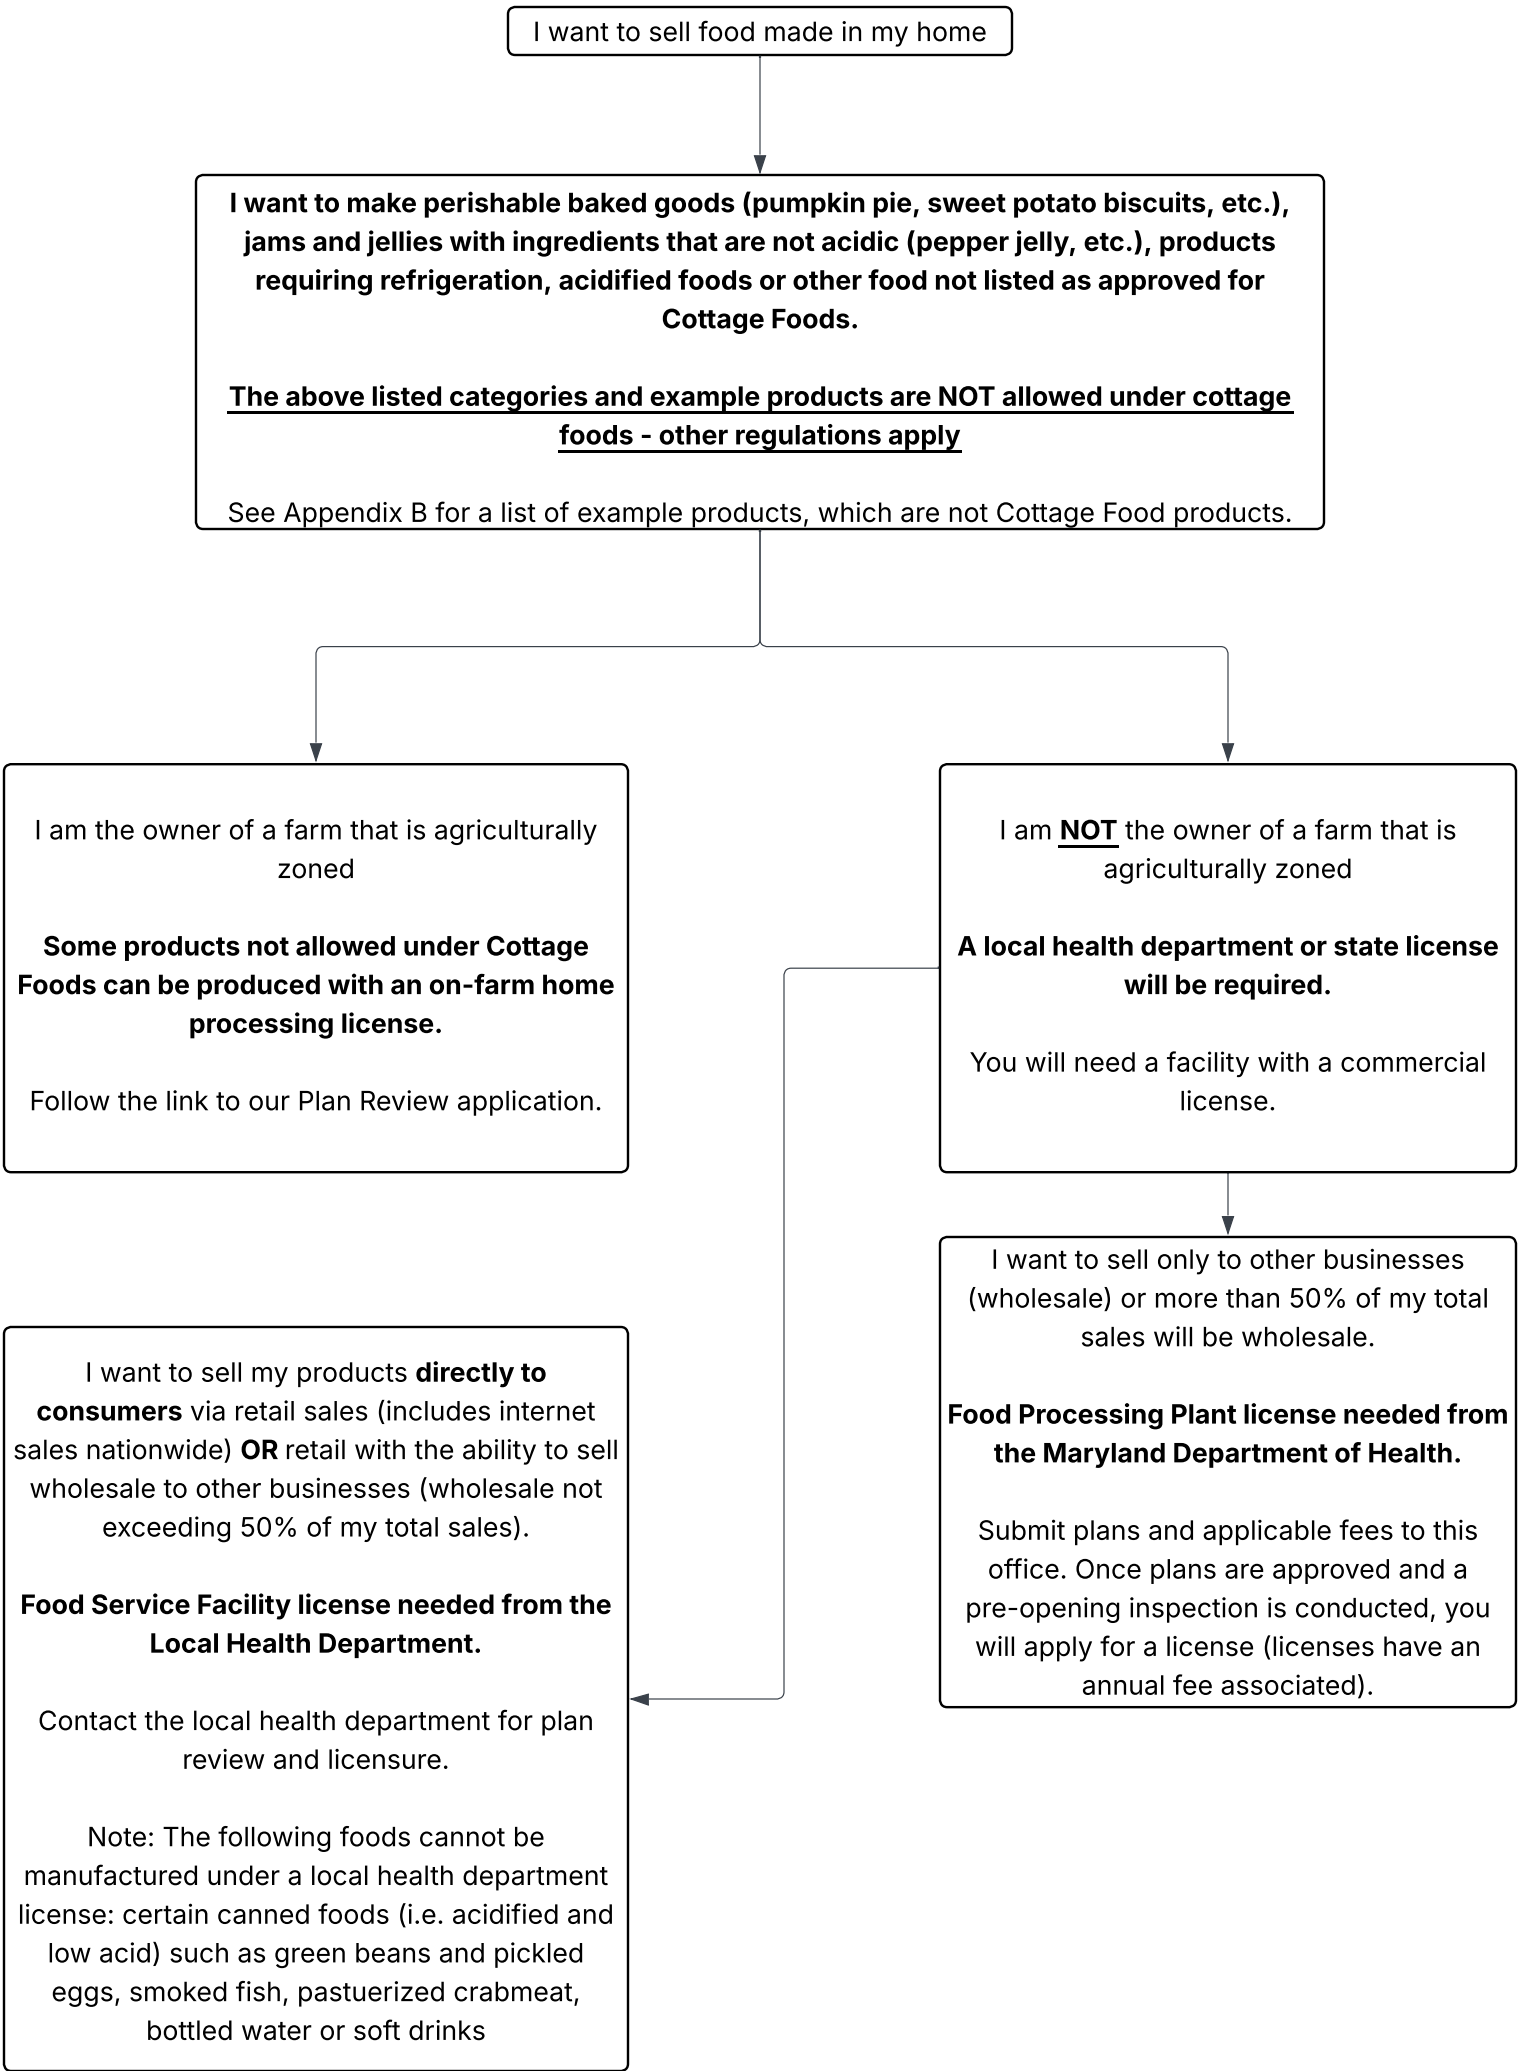 I want to sell food made in my home
I want to make perishable baked goods (pumpkin pie, sweet potato biscuits, etc.),
jams and jellies with ingredients that are not acidic (pepper jelly, etc.), products
requiring refrigeration, acidified foods or other food not listed as approved for
Cottage Foods.
The above listed categories and example products are NOT allowed under cottage
foods - other regulations apply
See Appendix B for a list of example products, which are not Cottage Food products.
I am the owner of a farm that is agriculturally
zoned
Some products not allowed under Cottage
Foods can be produced with an on-farm home
processing license.
Follow the link to our Plan Review application.
I am NOT the owner of a farm that is
agriculturally zoned
A local health department or state license
will be required.
You will need a facility with a commercial
license.
I want to sell only to other businesses
(wholesale) or more than 50% of my total
sales will be wholesale.
Food Processing Plant license needed from
the Maryland Department of Health.
Submit plans and applicable fees to this
office. Once plans are approved and a
pre-opening inspection is conducted, you
will apply for a license (licenses have an
annual fee associated).
I want to sell my products directly to
consumers via retail sales (includes internet
sales nationwide) OR retail with the ability to sell
wholesale to other businesses (wholesale not
exceeding 50% of my total sales).
Food Service Facility license needed from the
Local Health Department.
Contact the local health department for plan
review and licensure.
Note: The following foods cannot be
manufactured under a local health department
license: certain canned foods (i.e. acidified and
low acid) such as green beans and pickled
eggs, smoked fish, pastuerized crabmeat,
bottled water or soft drinks